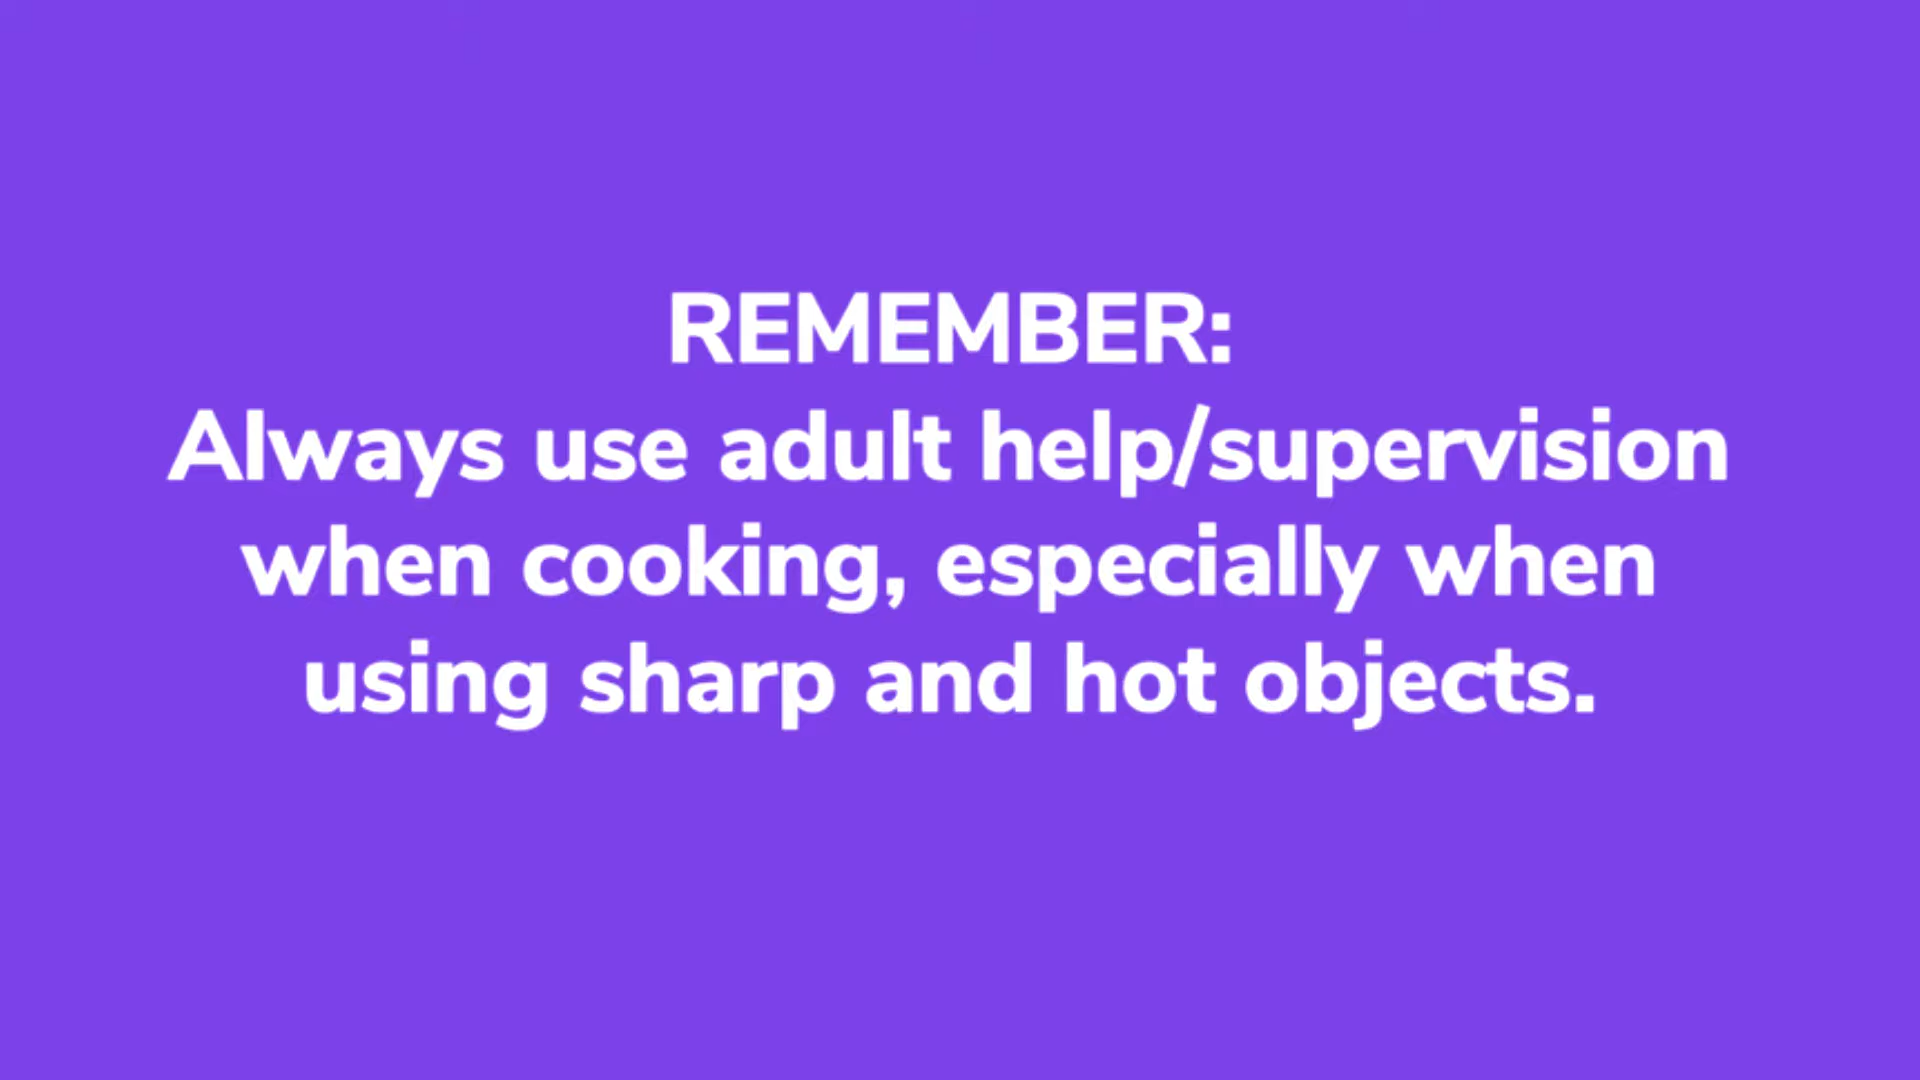 REMEMBER:
Always use adult help/supervision
when cooking, especially when
using sharp and hot objects.